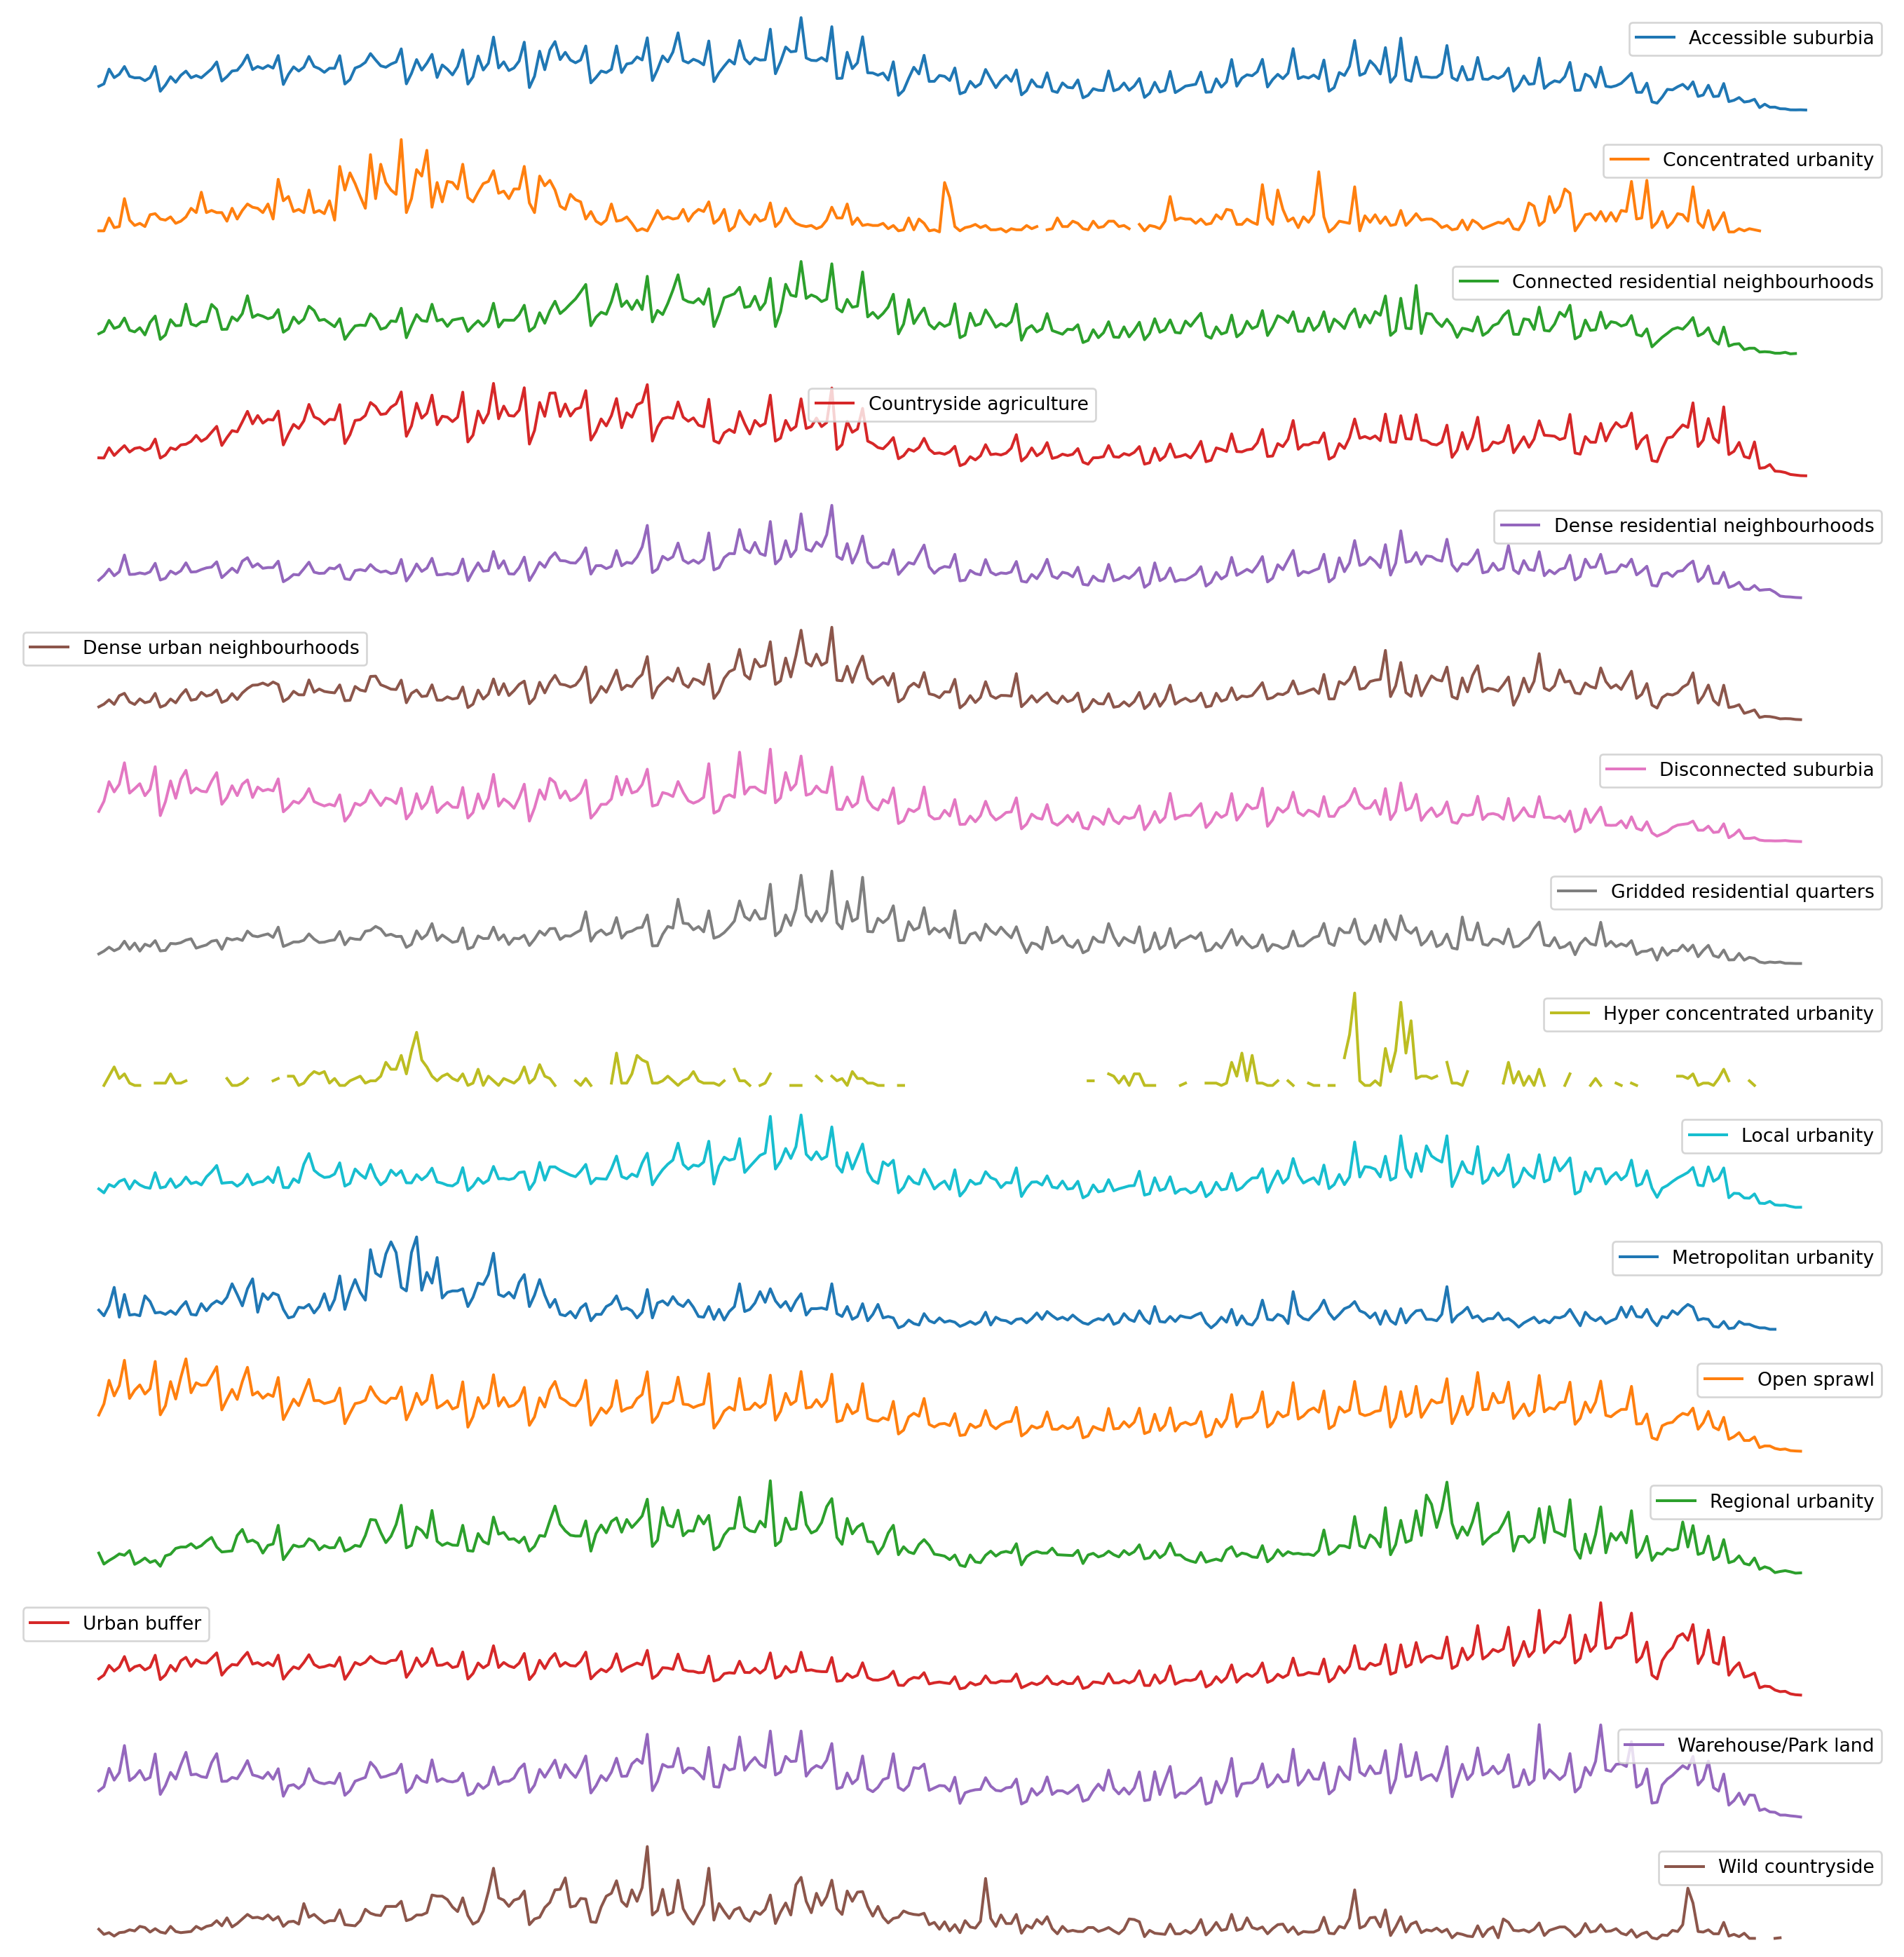 Accessible suburbia
Concentrated urbanity
Connected residential neighbourhoods
Countryside agriculture
Dense residential neighbourhoods
Dense urban neighbourhoods
Disconnected suburbia
Gridded residential quarters
Hyper concentrated urbanity
Local urbanity
Metropolitan urbanity
Open sprawl
Regional urbanity
Urban buffer
Warehouse/Park land
Wild countryside